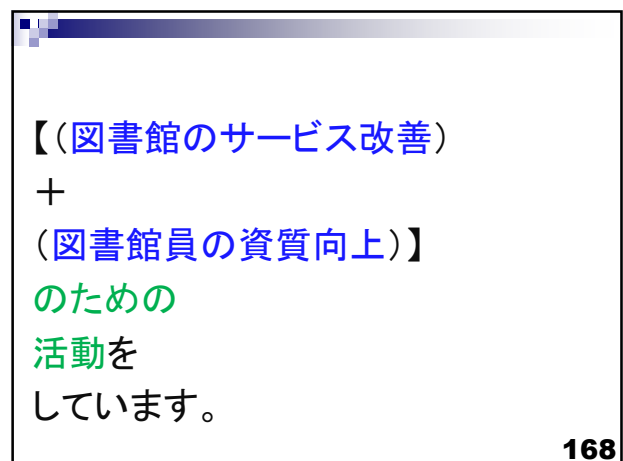 【（図書館のサービス改善）
＋
（図書館員の資質向上）】
のための
活動を
しています。
168